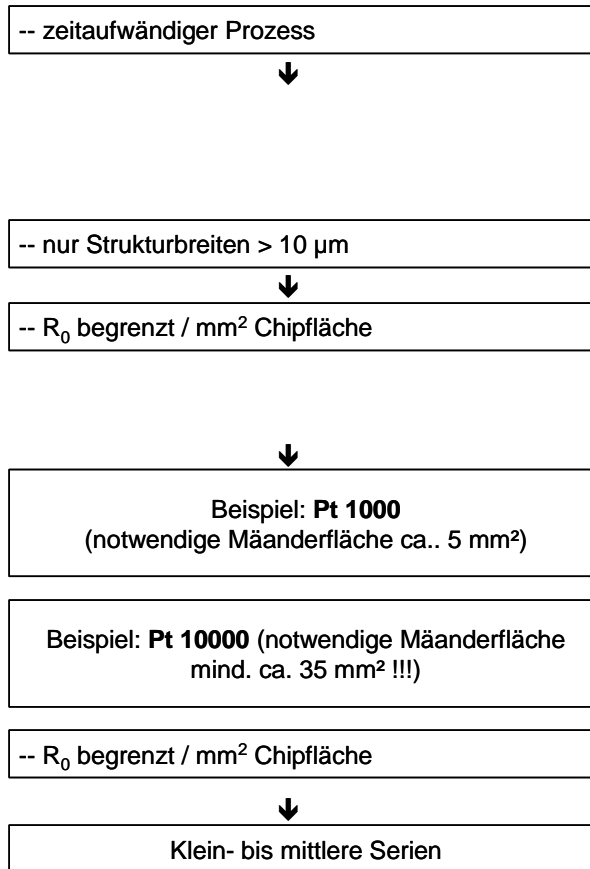 -- zeitaufwändiger Prozess
-- nur Strukturbreiten > 10 µm
-- R₀ begrenzt / mm² Chipfläche
Beispiel: Pt 1000
(notwendige Mäanderfläche ca.. 5 mm²)
Beispiel: Pt 10000 (notwendige Mäanderfläche
mind. ca. 35 mm² !!!)
-- R₀ begrenzt / mm² Chipfläche
Klein- bis mittlere Serien